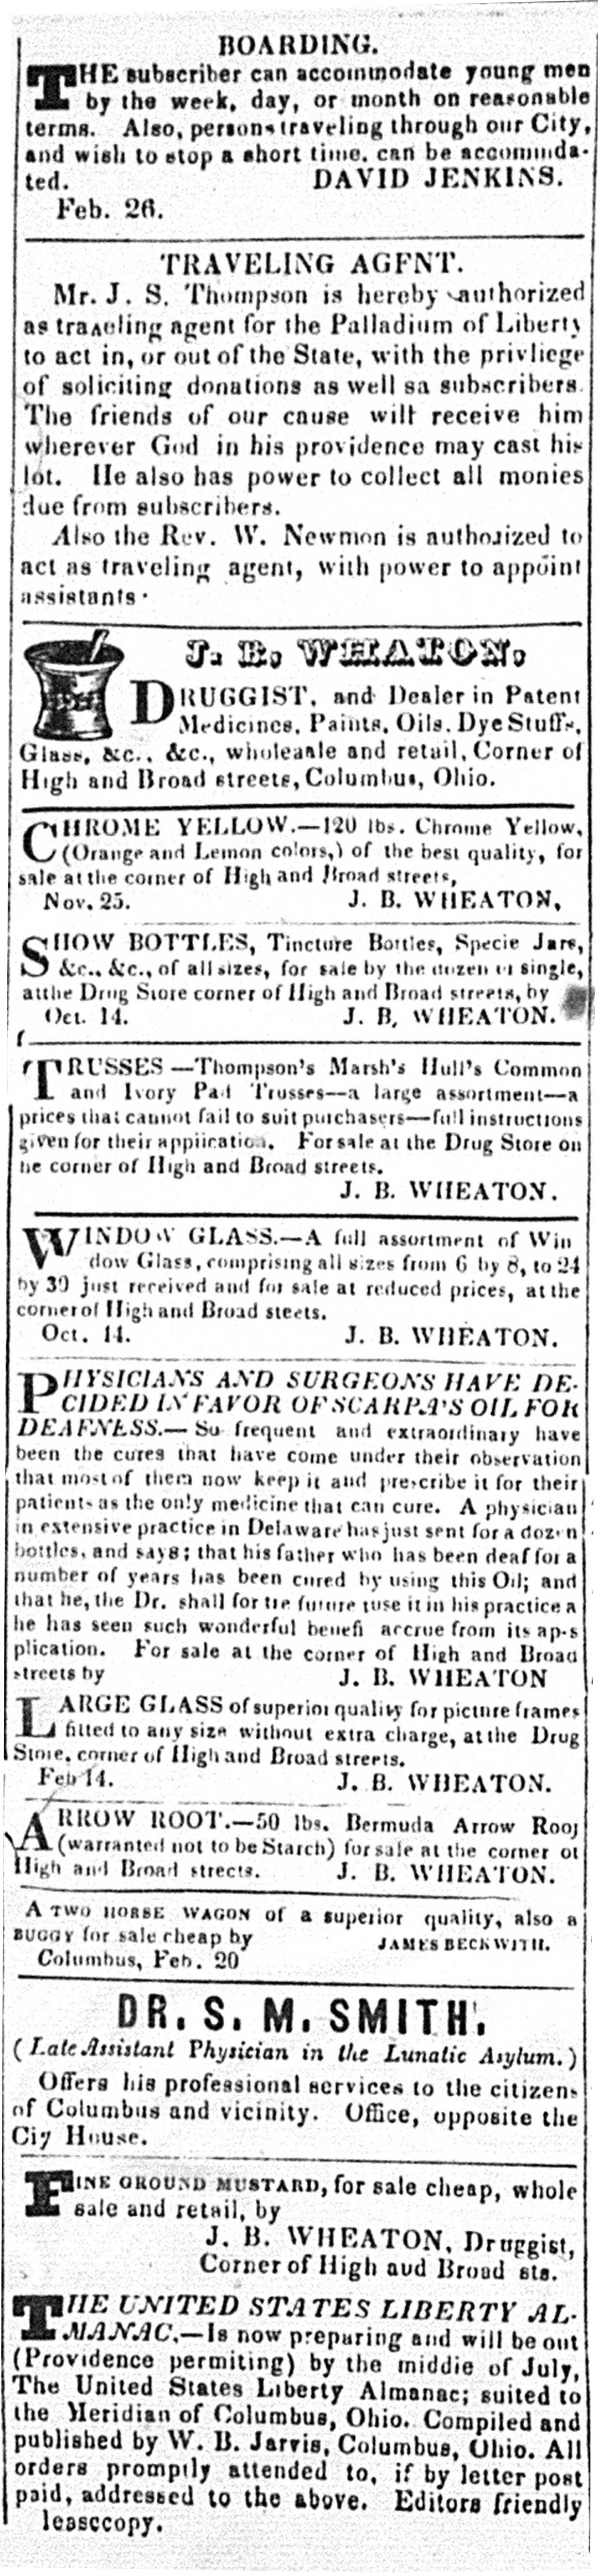 BOARDING.
THE subscriber can accommodate young men
by the week, day, or month on reasonable
terms. Also, persons traveling through our City,
and wish to stop a short time, can be accommda-
ted. DAVID JENKINS.
Feb. 26.
TRAVELING AGENT.
Mr. J. S. Thompson is hereby authorized
as traveling agent for the Palladium of Liberty
to act in, or out of the State, with the privliege
of soliciting donations as well sa subscribers.
The friends of our cause will receive him
wherever God in his providence may cast his
lot. He also has power to collect all monies
due from subscribers.
Also the Rev. W. Newmon is authorized to
act as traveling agent, with power to appoint
assistants.
J. B. WHEATON,
DRUGGIST, and Dealer in Patent
Medicines, Paints, Oils, Dye Stuffs,
Glass, &c., &c., wholeaale and retail, Corner of
High and Broad streets, Columbus, Ohio.
CHROME YELLOW.—120 lbs. Chrome Yellow,
(Orange and Lemon colors,) of the best quality, for
sale at the corner of High and Broad streets,
Nov. 25. J. B. WHEATON,
SHOW BOTTLES, Tincture Bottles, Specie Jars,
&c., &c., of all sizes, for sale by the dozen or single,
at the Drug Store corner of High and Broad streets, by
Oct. 14. J. B. WHEATON.
TRUSSES—Thompson's Marsh's Hull's Common
and Ivory Pad Trusses—a large assortment—a
prices that cannot fail to suit purchasers—full instructions
given for their appiication. For sale at the Drug Store on
he corner of High and Broad streets.
J. B. WHEATON.
WINDOW GLASS.—A full assortment of Win
dow Glass, comprising all sizes from 6 by 8, to 24
by 30 just received and for sale at reduced prices, at the
corner of High and Broad steets.
Oct. 14. J. B. WHEATON.
PHYSICIANS AND SURGEONS HAVE DE-
CIDED IN FAVOR OF SCARPA'S OIL FOR
DEAFNESS.—So frequent and extraordinary have
been the cures that have come under their observation
that most of them now keep it and prescribe it for their
patients as the only medicine that can cure. A physician
in extensive practice in Delaware has just sent for a dozen
bottles, and says; that his father who has been deaf for a
number of years has been cured by using this Oil; and
that he, the Dr. shall for tie future tuse it in his practice a
he has seen such wonderful benefi accrue from its ap-s
plication. For sale at the corner of High and Broad
streets by J. B. WHEATON
LARGE GLASS of superior quality for picture frames
fitted to any size without extra charge, at the Drug
Store, corner of High and Broad streets.
Feb 14. J. B. WHEATON.
ARROW ROOT.—50 lbs. Bermuda Arrow Rooj
(warranted not to be Starch) for sale at the corner of
High and Broad streets. J. B. WHEATON.
A TWO HORSE WAGON of a superior quality, also a
BUGGY for sale cheap by JAMES BECKWITH.
Columbus, Feb. 20
DR. S. M. SMITH.
(Late Assistant Physician in the Lunatic Asylum.)
Offers his professional services to the citizens
of Columbus and vicinity. Office, opposite the
Ciy House.
FINE GROUND MUSTARD, for sale cheap, whole
sale and retail, by
J. B. WHEATON, Druggist,
Corner of High aud Broad sts.
THE UNITED STATES LIBERTY AL-
MANAC.—Is now preparing and will be out
(Providence permiting) by the middie of July,
The United States Liberty Almanac; suited to
the Meridian of Columbus, Ohio. Compiled and
published by W. B. Jarvis, Columbus, Ohio. All
orders promptly attended to, if by letter post
paid, addressed to the above. Editors friendly
leasccopy.